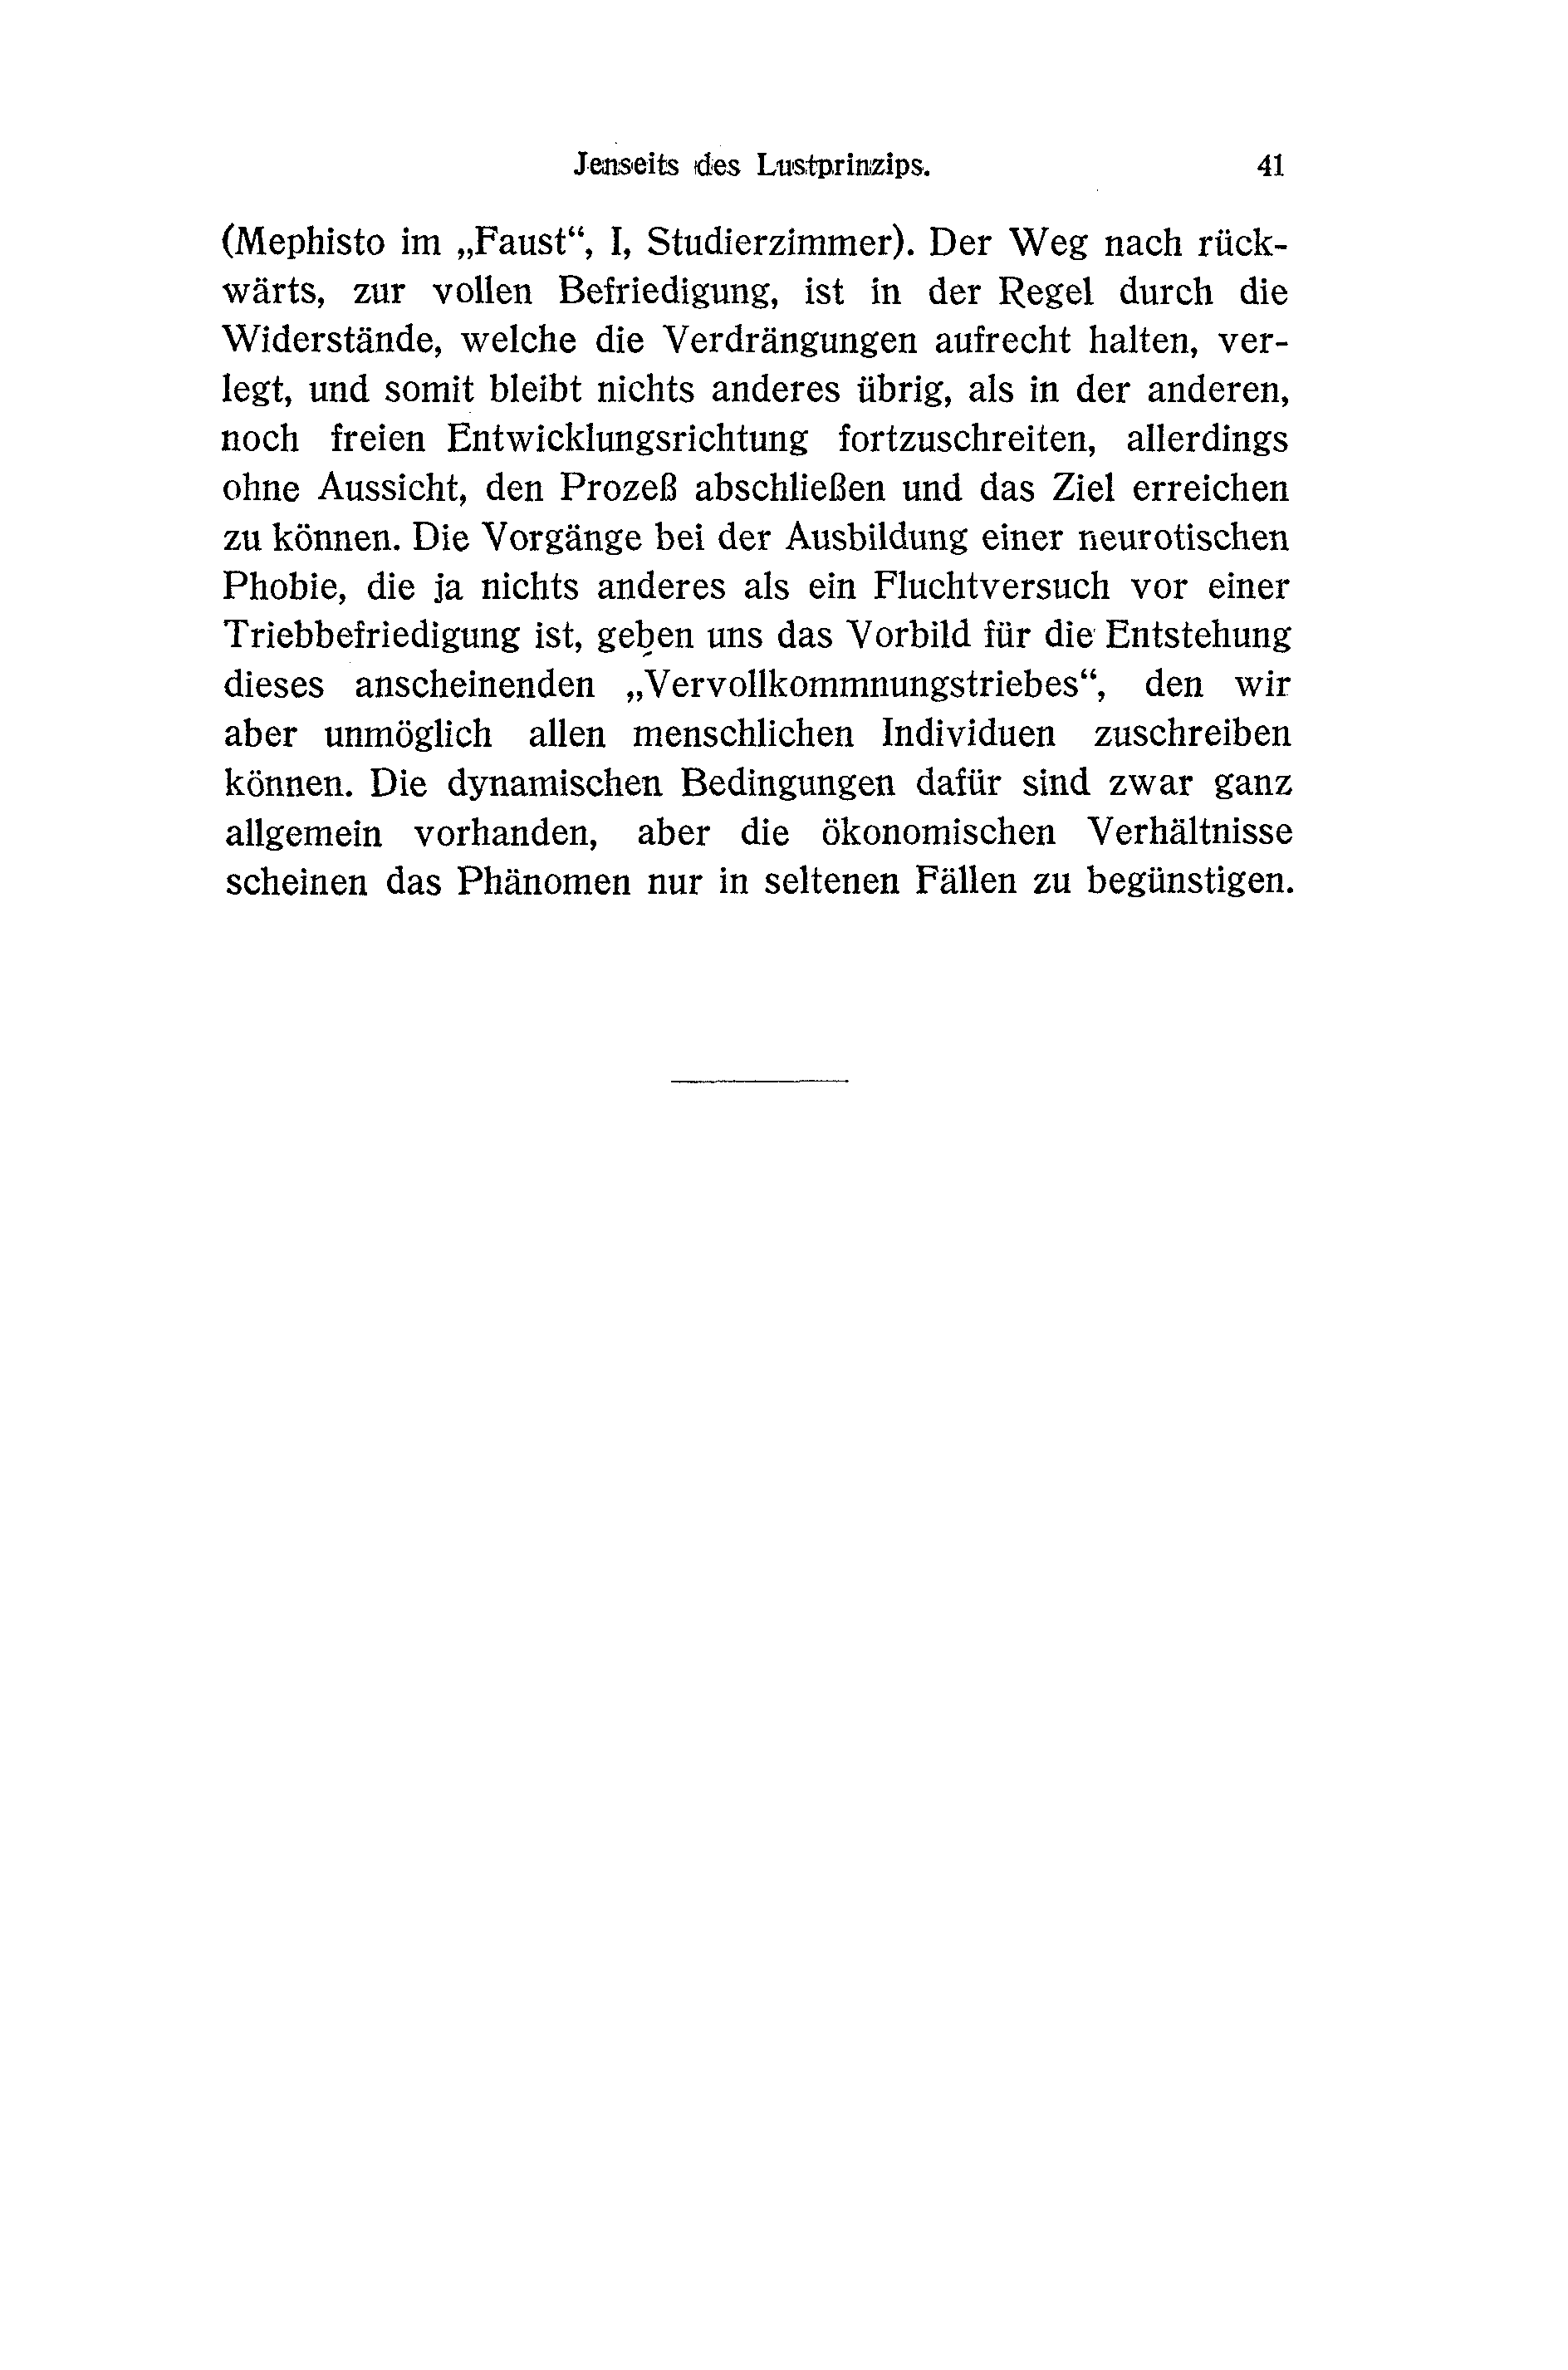 Jenseits des Lustprinzips. 41
(Mephisto im „Faust“, I, Studierzimmer). Der Weg nach rück-
wärts, zur vollen Befriedigung, ist in der Regel durch die
Widerstände, welche die Verdrängungen aufrecht halten, ver-
legt, und somit bleibt nichts anderes übrig, als in der anderen,
noch freien Entwicklungsrichtung fortzuschreiten, allerdings
ohne Aussicht, den Prozeß abschließen und das Ziel erreichen
zu können. Die Vorgänge bei der Ausbildung einer neurotischen
Phobie, die ja nichts anderes als ein Fluchtversuch vor einer
Triebbefriedigung ist, geben uns das Vorbild für die Entstehung
dieses anscheinenden „Vervollkommnungstriebes“, den wir
aber unmöglich allen menschlichen Individuen zuschreiben
können. Die dynamischen Bedingungen dafür sind zwar ganz
allgemein vorhanden, aber die ökonomischen Verhältnisse
scheinen das Phänomen nur in seltenen Fällen zu begünstigen.